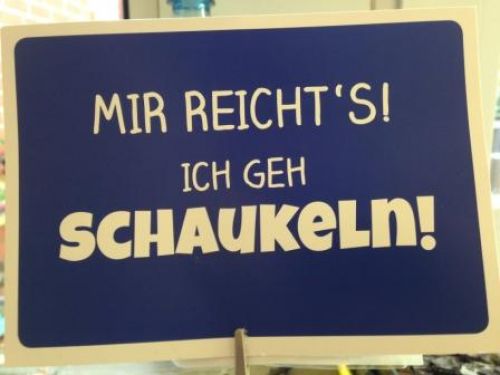 MIR REICHT‘S!
ICH GEH
SCHAUKELN!